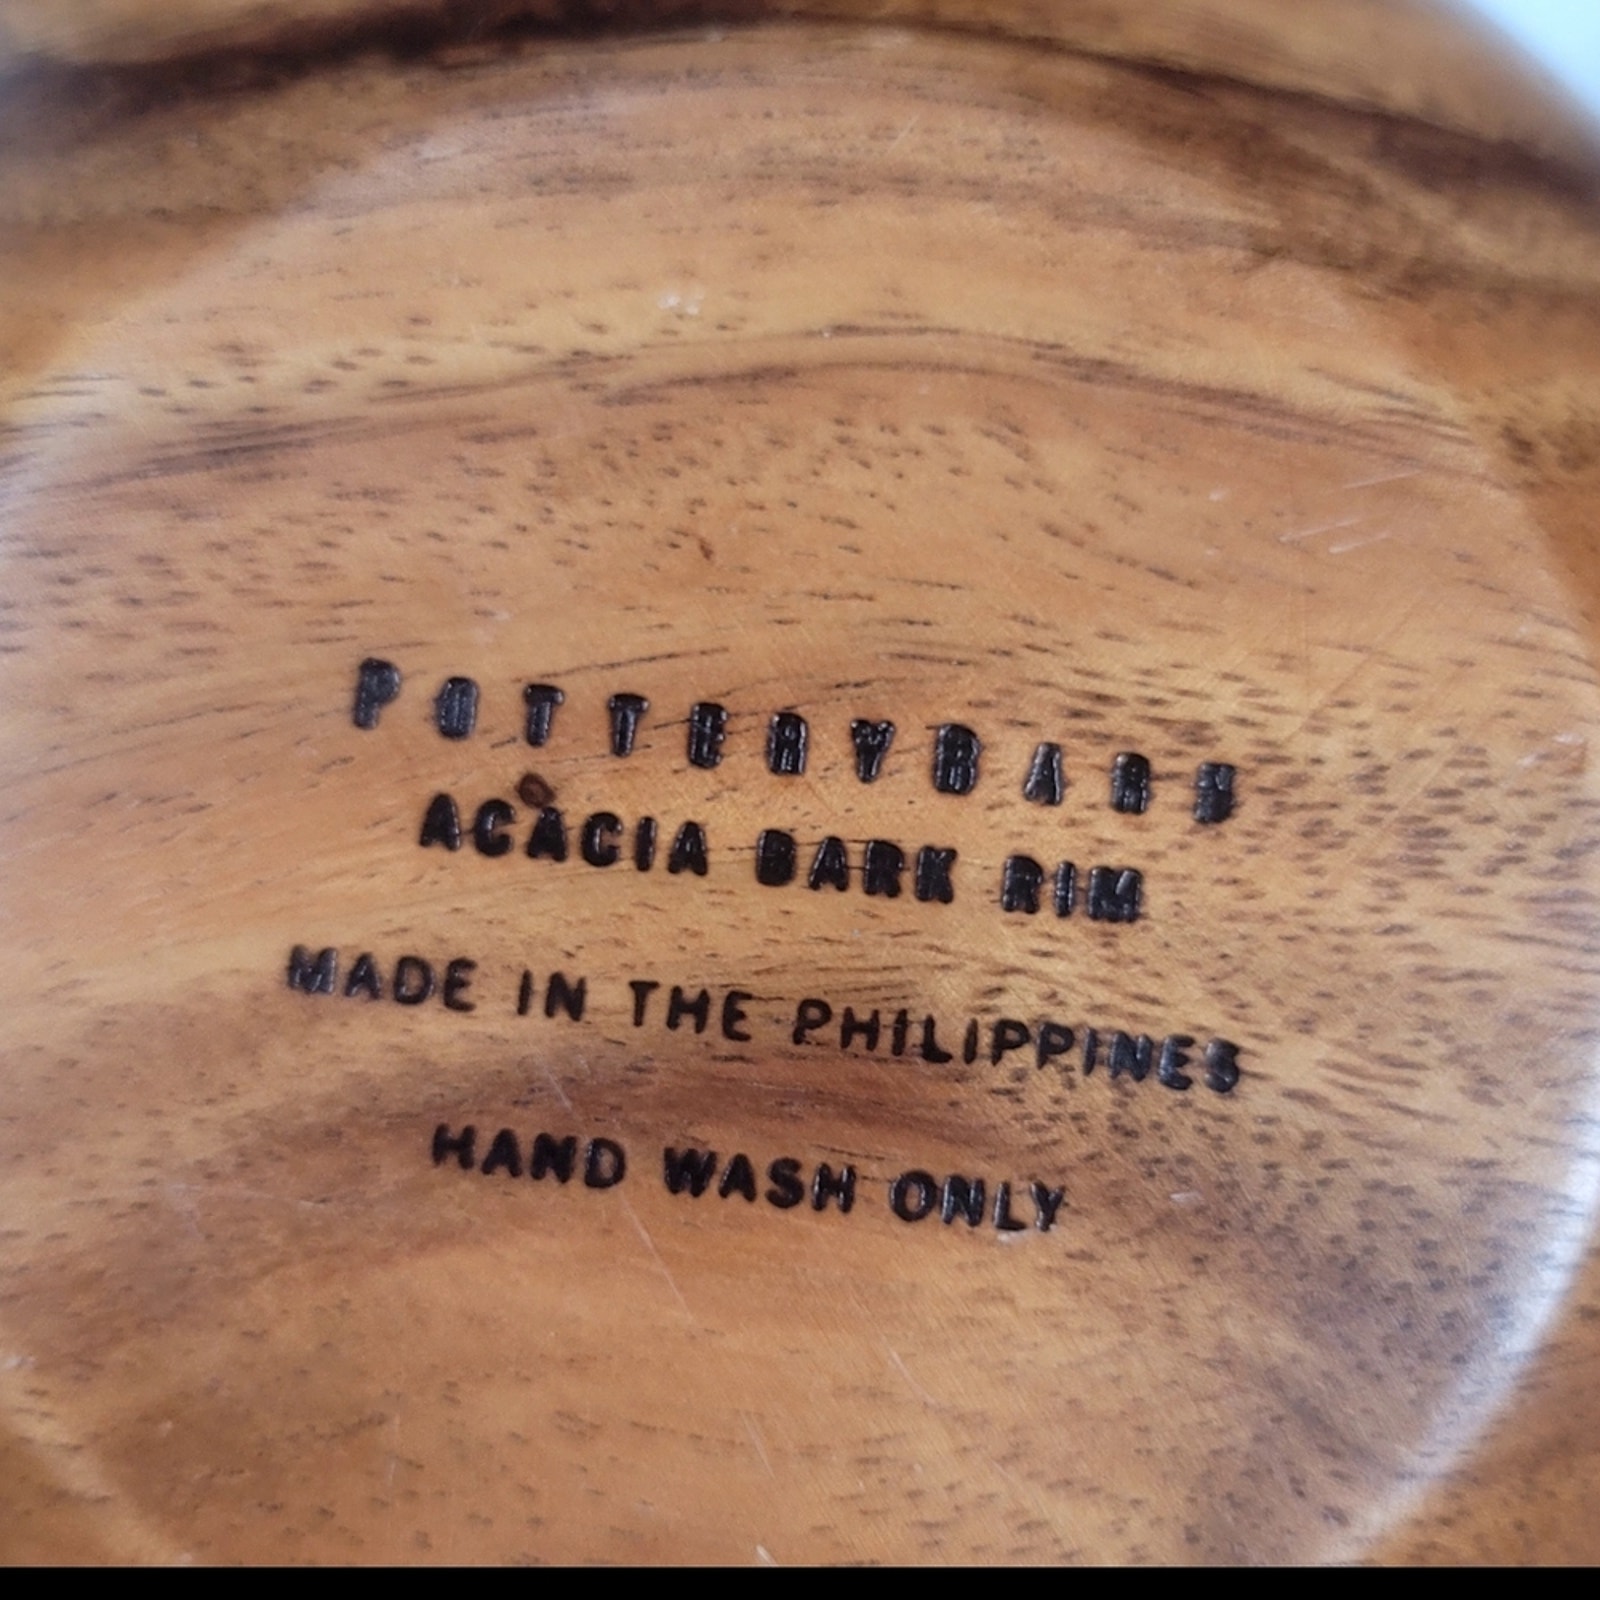 POTTERYBARN
ACACIA BARK RIM
MADE IN THE PHILIPPINES
HAND WASH ONLY